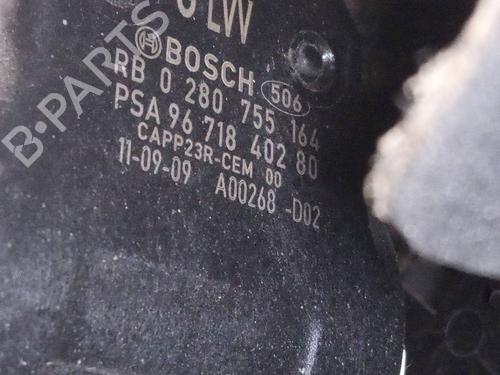 LW
BOSCH 506
RB 0 280 755 164
PSA 96 718 402 80
CAPP23R-CEM 00
11-09-09 A00268 -D02
B-PARTS